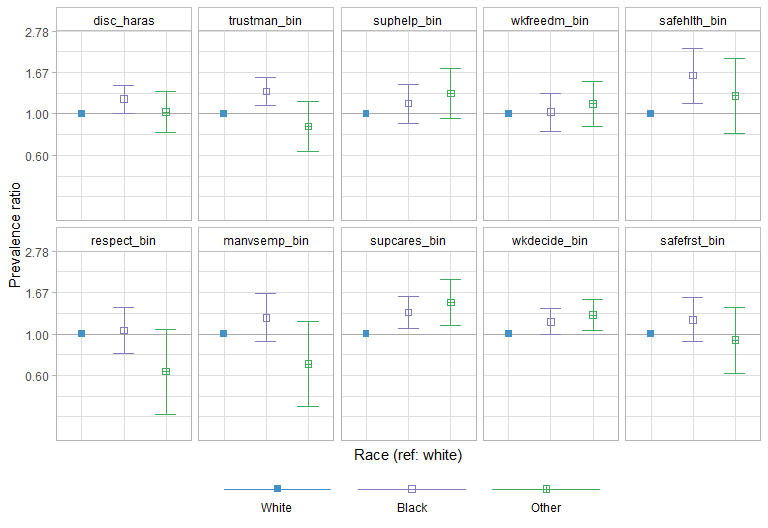 disc_haras trustman_bin suphelp_bin wkfreedm_bin safehlth_bin
2.78
1.67
1.00
0.60
Prevalence ratio
respect_bin manvsemp_bin supcares_bin wkdecide_bin safefrst_bin
2.78
1.67
1.00
0.60
Race (ref: white)
White Black Other